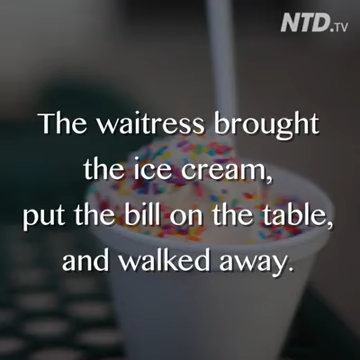 NTD.TV
The waitress brought
the ice cream,
put the bill on the table,
and walked away.